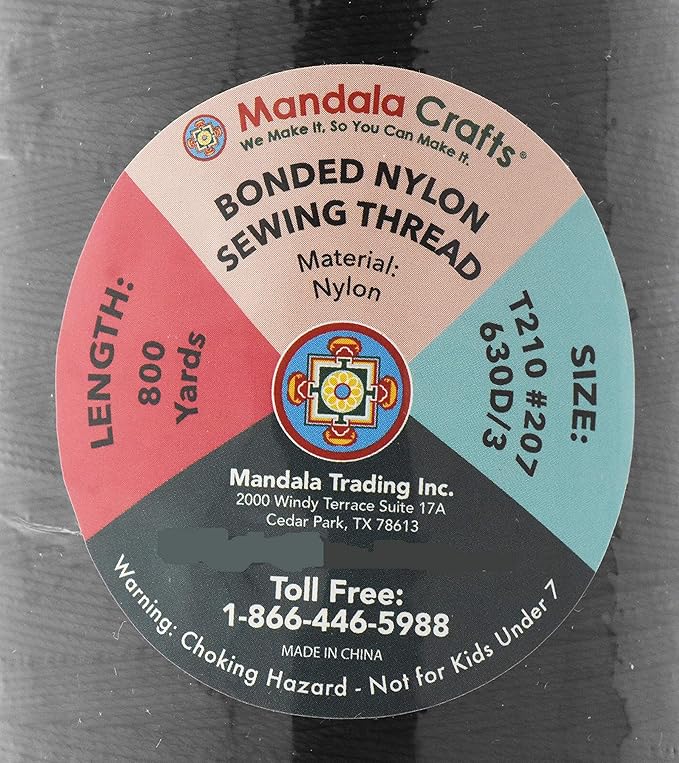 Mandala Crafts®
We Make It, So You Can Make It.
BONDED NYLON
SEWING THREAD
Material:
Nylon
LENGTH:
800
Yards
SIZE:
T210 #207
630D/3
Mandala Trading Inc.
2000 Windy Terrace Suite 17A
Cedar Park, TX 78613
Toll Free:
1-866-446-5988
MADE IN CHINA
Warning: Choking Hazard - Not for Kids Under 7